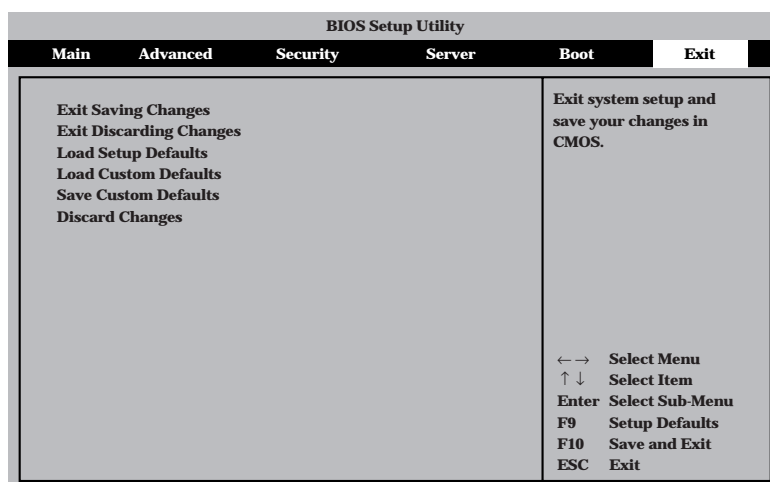 BIOS Setup Utility
Main Advanced Security Server Boot Exit
Exit Saving Changes
Exit Discarding Changes
Load Setup Defaults
Load Custom Defaults
Save Custom Defaults
Discard Changes
Exit system setup and
save your changes in
CMOS.
←→ Select Menu
↑↓ Select Item
Enter Select Sub-Menu
F9 Setup Defaults
F10 Save and Exit
ESC Exit